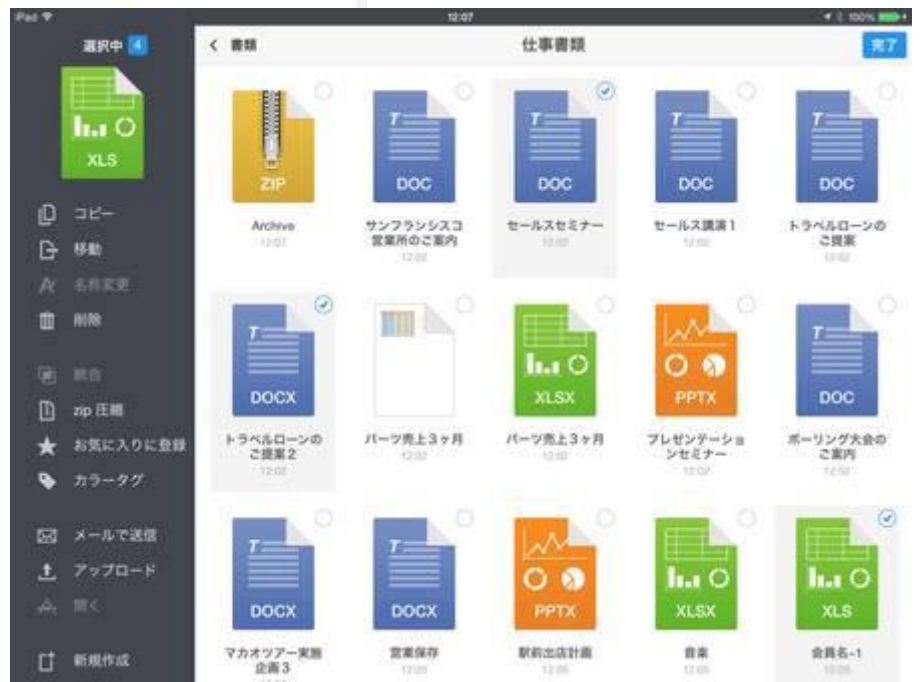 iPad
12:07
100%
選択中 4
XLS
コピー
移動
名称変更
削除
統合
zip 圧縮
お気に入りに登録
カラータグ
メールで送信
アップロード
開く
新規作成
書類
仕事書類
完了
ZIP
Archive
12:07
DOC
サンフランシスコ
営業所のご案内
12:02
DOC
セールスセミナー
12:02
DOC
セールス講演1
12:02
DOC
トラベルローンの
ご提案
12:02
DOCX
トラベルローンの
ご提案2
12:02
パーツ売上3ヶ月
12:02
XLSX
パーツ売上3ヶ月
12:02
PPTX
プレゼンテーショ
ンセミナー
12:02
DOC
ボーリング大会の
ご案内
12:02
DOCX
マカオツアー実施
企画3
DOCX
営業保存
12:05
PPTX
駅前出店計画
12:05
XLSX
音楽
12:05
XLS
会員名-1
12:05